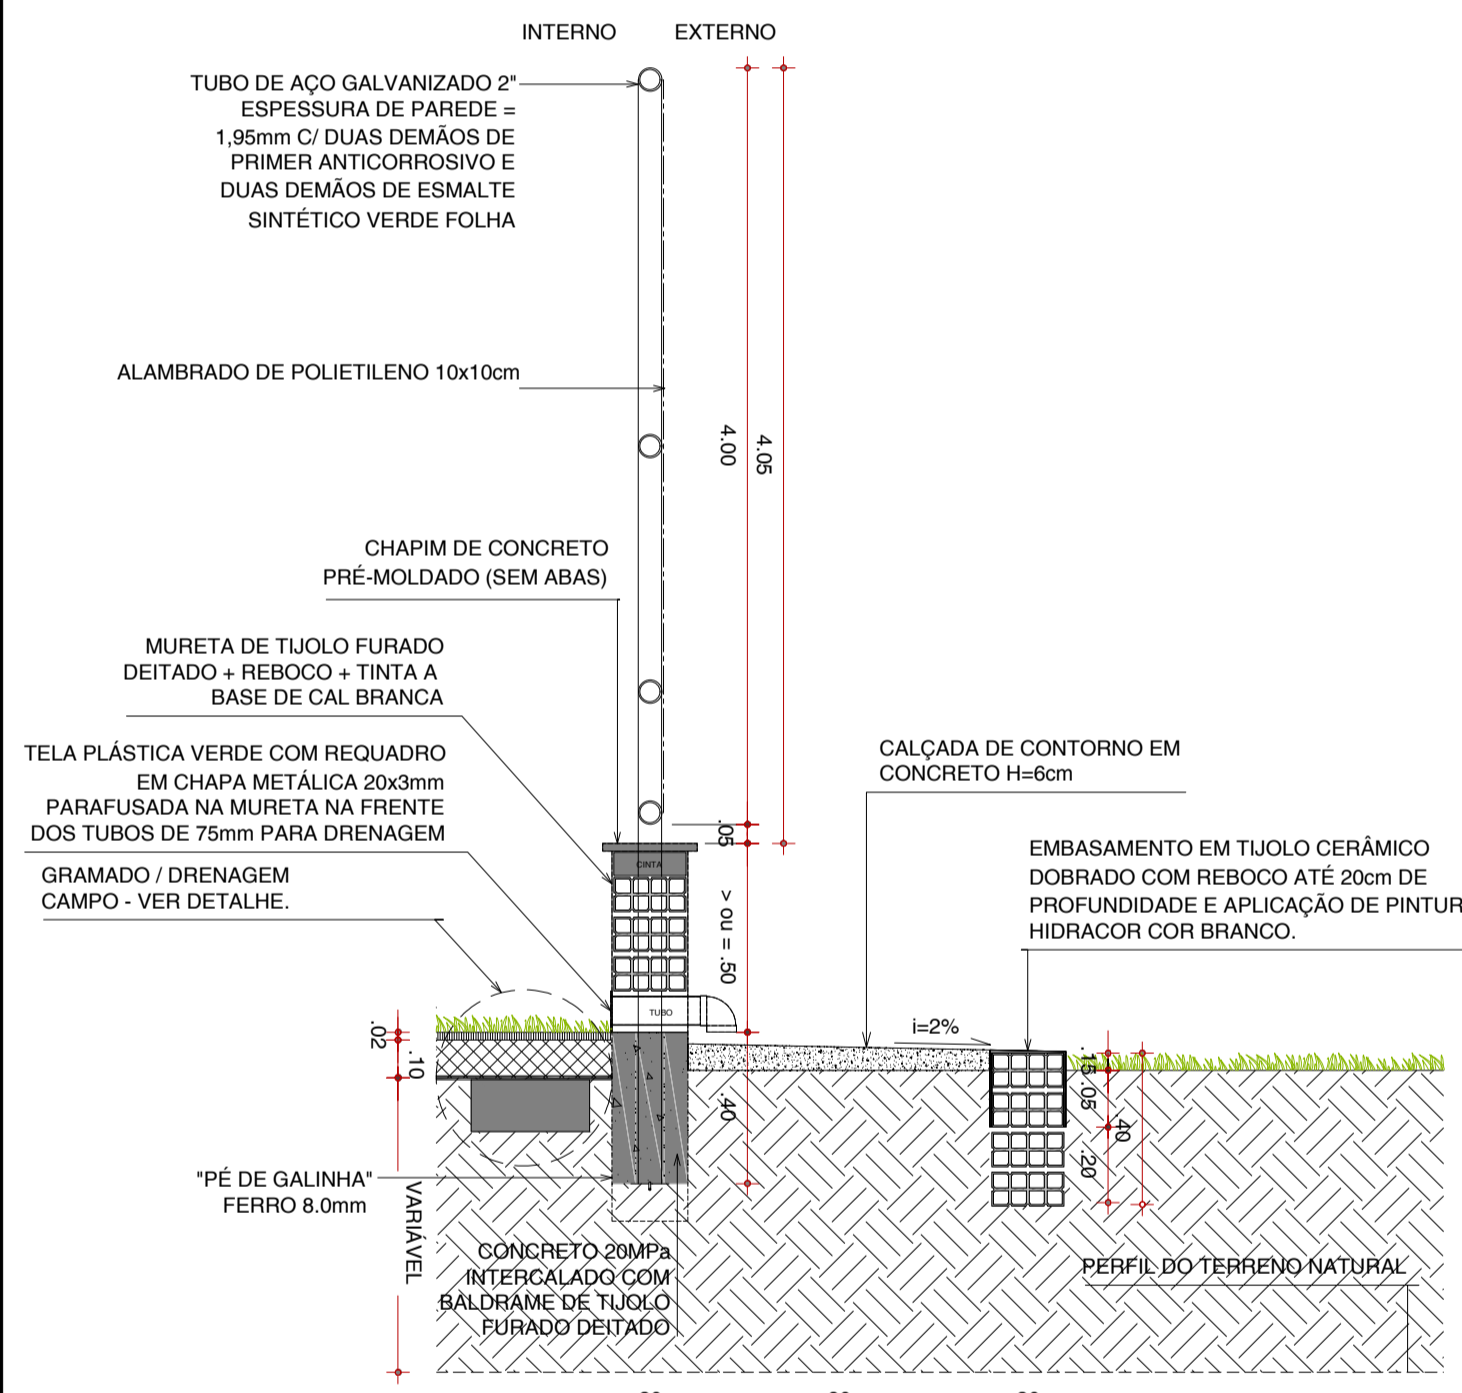 INTERNO
EXTERNO
TUBO DE AÇO GALVANIZADO 2"
ESPESSURA DE PAREDE =
1,95mm C/ DUAS DEMÃOS DE
PRIMER ANTICORROSIVO E
DUAS DEMÃOS DE ESMALTE
SINTÉTICO VERDE FOLHA
ALAMBRADO DE POLIETILENO 10x10cm
4.00
4.05
CHAPIM DE CONCRETO
PRÉ-MOLDADO (SEM ABAS)
MURETA DE TIJOLO FURADO
DEITADO + REBOCO + TINTA A
BASE DE CAL BRANCA
TELA PLÁSTICA VERDE COM REQUADRO
EM CHAPA METÁLICA 20x3mm
PARAFUSADA NA MURETA NA FRENTE
DOS TUBOS DE 75mm PARA DRENAGEM
GRAMADO / DRENAGEM
CAMPO - VER DETALHE.
CALÇADA DE CONTORNO EM
CONCRETO H=6cm
EMBASAMENTO EM TIJOLO CERÂMICO
DOBRADO COM REBOCO ATÉ 20cm DE
PROFUNDIDADE E APLICAÇÃO DE PINTUR
HIDRACOR COR BRANCO.
.05
CINTA
> ou = .50
TUBO
i=2%
.02
.10
.40
.15
.05
.40
.20
VARIÁVEL
"PÉ DE GALINHA"
FERRO 8.0mm
CONCRETO 20MPa
INTERCALADO COM
BALDRAME DE TIJOLO
FURADO DEITADO
PERFIL DO TERRENO NATURAL